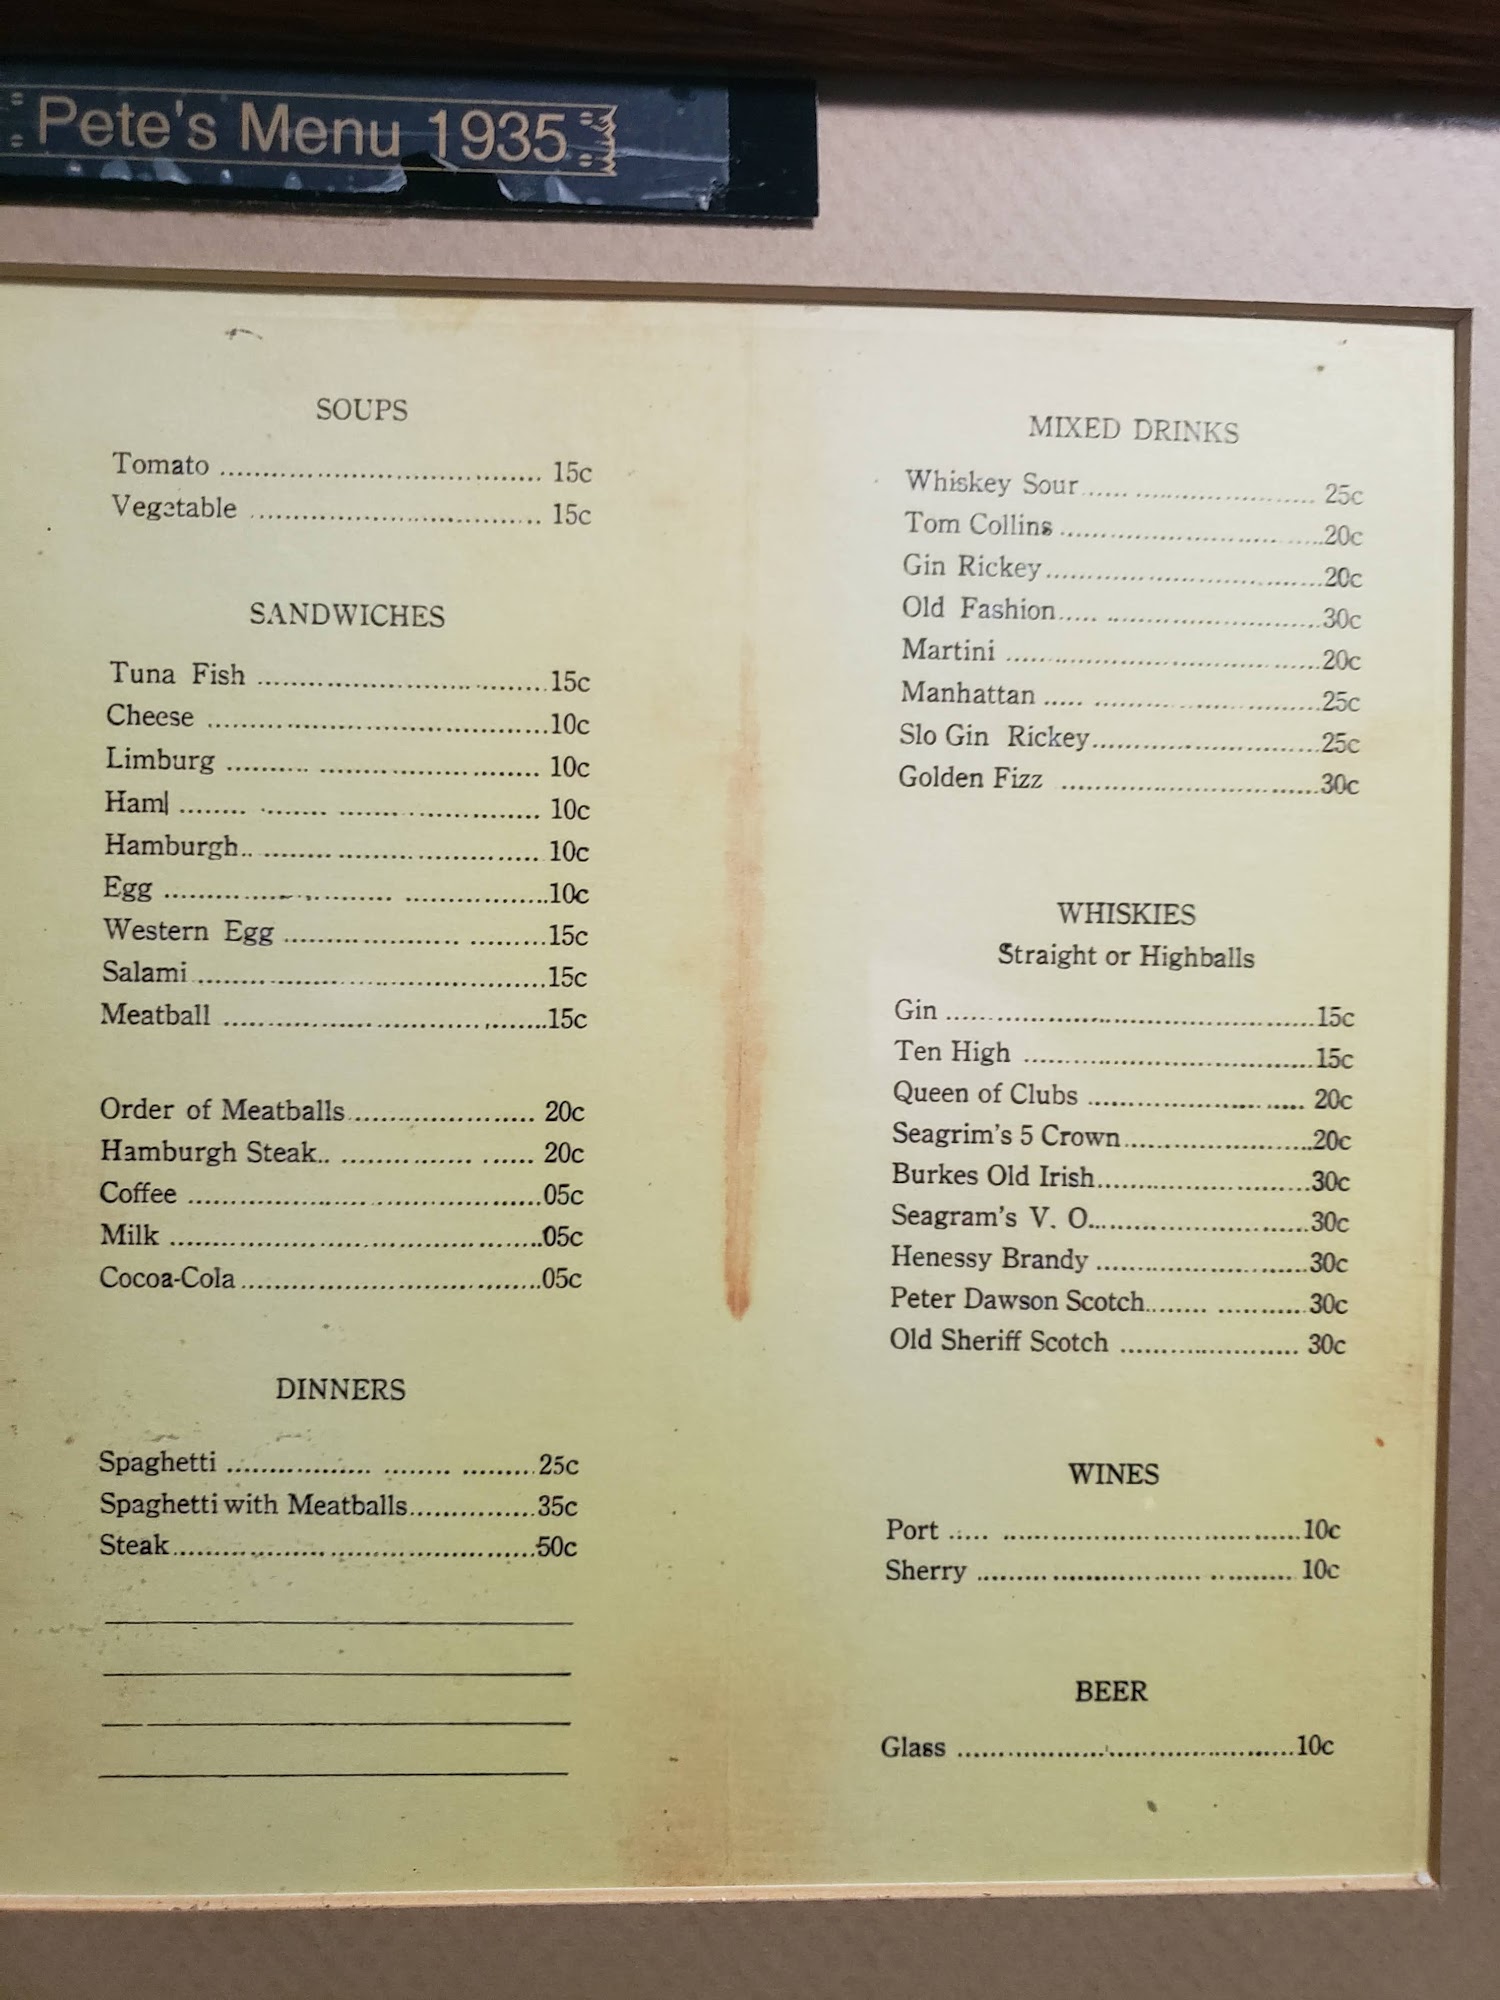 Pete's Menu 1935
SOUPS
Tomato ........................................ 15c
Vegetable .................................... 15c
SANDWICHES
Tuna Fish ....................................15c
Cheese ..........................................10c
Limburg ....................................... 10c
Ham ............................................. 10c
Hamburgh.. .................................. 10c
Egg ................................................10c
Western Egg .................................15c
Salami ...........................................15c
Meatball ........................................15c
Order of Meatballs....................... 20c
Hamburgh Steak.. ....................... 20c
Coffee ............................................05c
Milk ..............................................05c
Cocoa-Cola.....................................05c
DINNERS
Spaghetti ......................................25c
Spaghetti with Meatballs...............35c
Steak.............................................50c
MIXED DRINKS
Whiskey Sour............................. 25c
Tom Collins .................................20c
Gin Rickey...................................20c
Old Fashion.................................30c
Martini .......................................20c
Manhattan ..................................25c
Slo Gin Rickey.............................25c
Golden Fizz .................................30c
WHISKIES
Straight or Highballs
Gin ..............................................15c
Ten High .....................................15c
Queen of Clubs ........................... 20c
Seagrim's 5 Crown.......................20c
Burkes Old Irish..........................30c
Seagram's V. O............................30c
Henessy Brandy ..........................30c
Peter Dawson Scotch...................30c
Old Sheriff Scotch ...................... 30c
WINES
Port .............................................10c
Sherry ........................................ 10c
BEER
Glass ...........................................10c